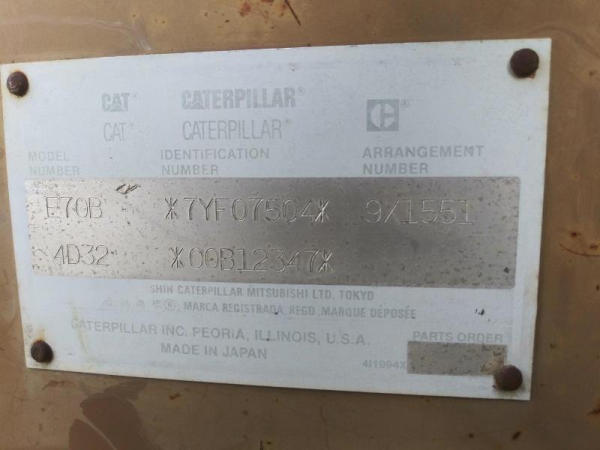 CAT® CATERPILLAR®
CAT® CATERPILLAR® C®
MODEL NUMBER IDENTIFICATION NUMBER ARRANGEMENT NUMBER
E70B *7YF07504* 9X1551
4D32 *00B12347*
SHIN CATERPILLAR MITSUBISHI LTD. TOKYO
MARCA REGISTRADA, REGD. MARQUE DÉPOSÉE
CATERPILLAR INC. PEORIA, ILLINOIS, U.S.A. PARTS ORDER
MADE IN JAPAN